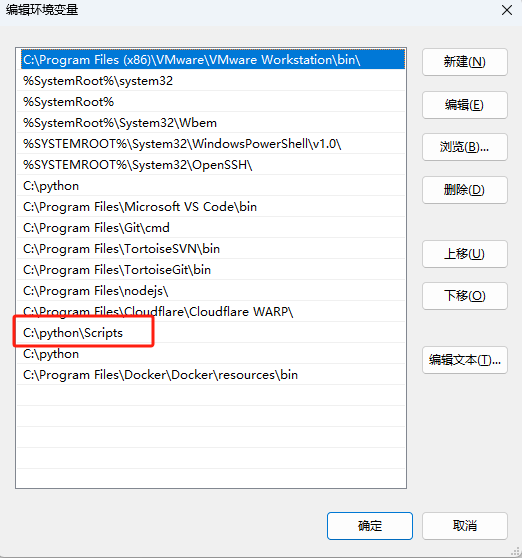 编辑环境变量
C:\Program Files (x86)\VMware\VMware Workstation\bin\
%SystemRoot%\system32
%SystemRoot%
%SystemRoot%\System32\Wbem
%SYSTEMROOT%\System32\WindowsPowerShell\v1.0\
%SYSTEMROOT%\System32\OpenSSH\
C:\python
C:\Program Files\Microsoft VS Code\bin
C:\Program Files\Git\cmd
C:\Program Files\TortoiseSVN\bin
C:\Program Files\TortoiseGit\bin
C:\Program Files\nodejs\
C:\Program Files\Cloudflare\Cloudflare WARP\
C:\python\Scripts
C:\python
C:\Program Files\Docker\Docker\resources\bin
新建(N)
编辑(E)
浏览(B)...
删除(D)
上移(U)
下移(O)
编辑文本(T)...
确定
取消